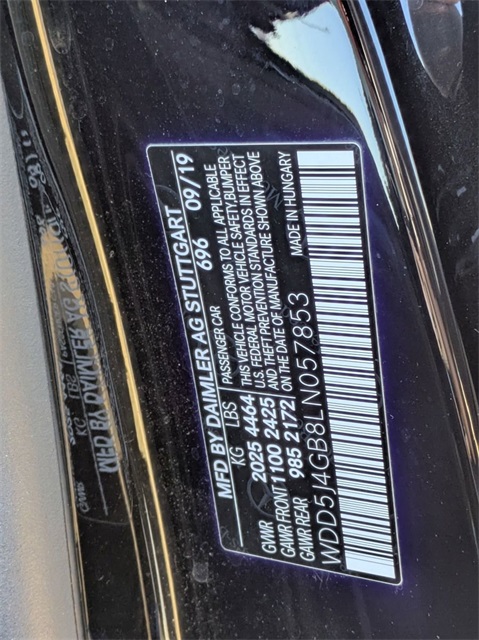 MFD BY DAIMLER AG STUTTGART
696 09/19
KG LBS PASSENGER CAR
GVWR 2025 4464
GAWR FRONT 1100 2425
GAWR REAR 985 2172
THIS VEHICLE CONFORMS TO ALL APPLICABLE
U.S. FEDERAL MOTOR VEHICLE SAFETY/BUMPER
AND THEFT PREVENTION STANDARDS IN EFFECT
ON THE DATE OF MANUFACTURE SHOWN ABOVE
WDD5J4GB8LN057853 MADE IN HUNGARY